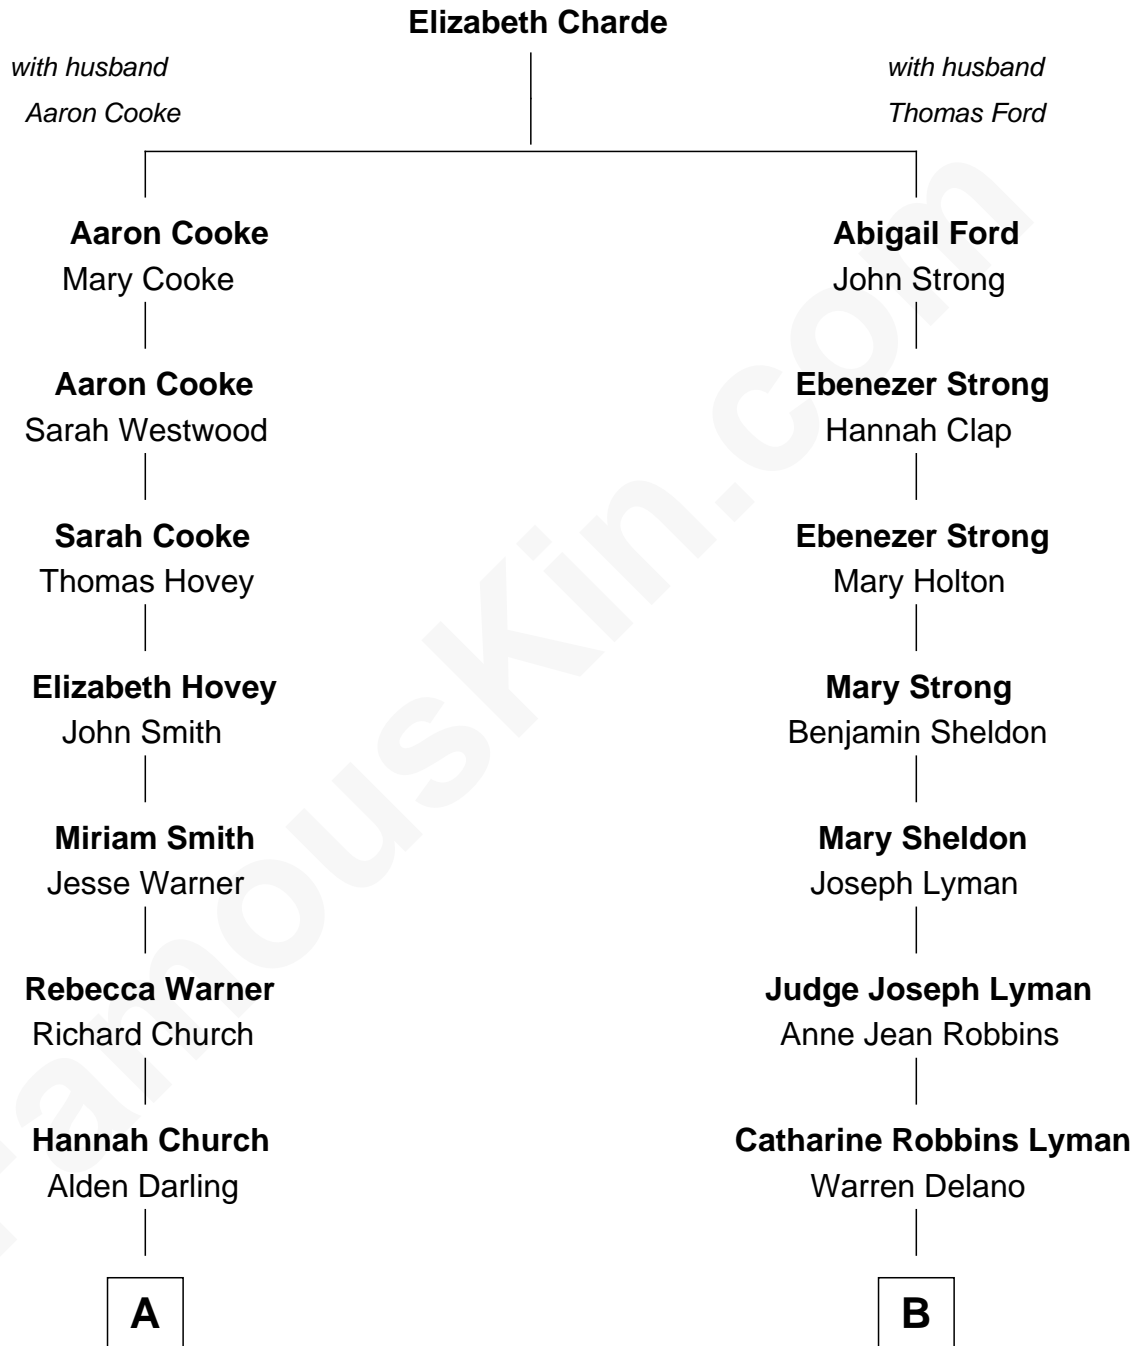 Elizabeth Charde
with husband
Aaron Cooke
with husband
Thomas Ford
Aaron Cooke
Mary Cooke
Abigail Ford
John Strong
Aaron Cooke
Sarah Westwood
Ebenezer Strong
Hannah Clap
Sarah Cooke
Thomas Hovey
Ebenezer Strong
Mary Holton
Elizabeth Hovey
John Smith
Mary Strong
Benjamin Sheldon
Miriam Smith
Jesse Warner
Mary Sheldon
Joseph Lyman
Rebecca Warner
Richard Church
Judge Joseph Lyman
Anne Jean Robbins
Hannah Church
Alden Darling
Catharine Robbins Lyman
Warren Delano
A
B
FamousKin.com